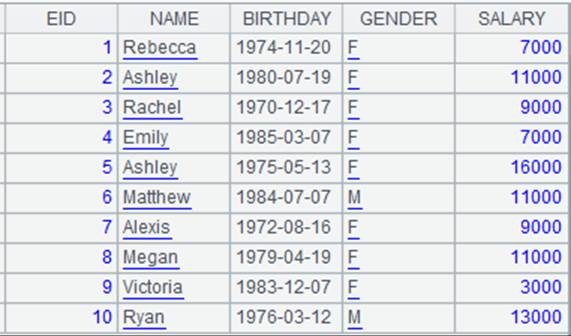 EID NAME BIRTHDAY GENDER SALARY
1 Rebecca 1974-11-20 F 7000
2 Ashley 1980-07-19 F 11000
3 Rachel 1970-12-17 F 9000
4 Emily 1985-03-07 F 7000
5 Ashley 1975-05-13 F 16000
6 Matthew 1984-07-07 M 11000
7 Alexis 1972-08-16 F 9000
8 Megan 1979-04-19 F 11000
9 Victoria 1983-12-07 F 3000
10 Ryan 1976-03-12 M 13000